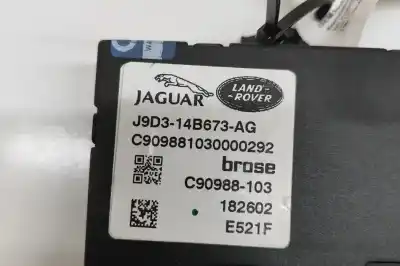 JAGUAR
LAND ROVER
J9D3-14B673-AG
C909881030000292
brose
C90988-103
182602
E521F